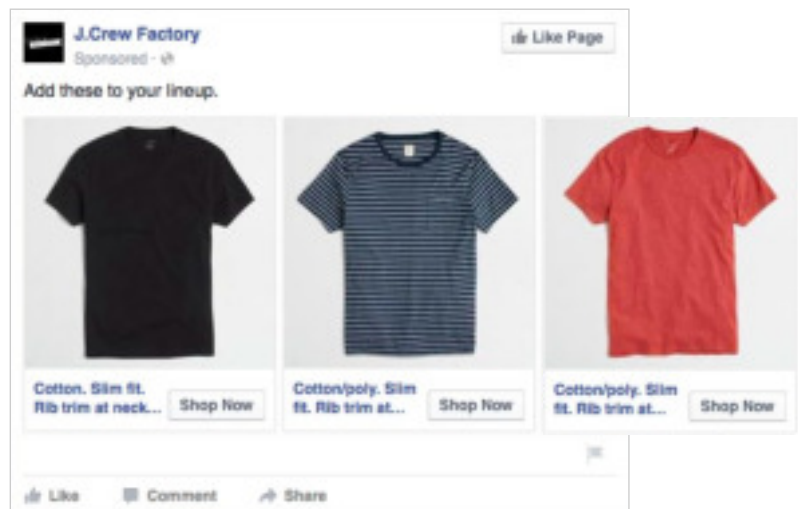 J.Crew Factory
Sponsored ·
Like Page
Add these to your lineup.
Cotton. Slim fit.
Rib trim at neck...
Shop Now
Cotton/poly. Slim
fit. Rib trim at...
Shop Now
Cotton/poly. Slim
fit. Rib trim at...
Shop Now
Like
Comment
Share